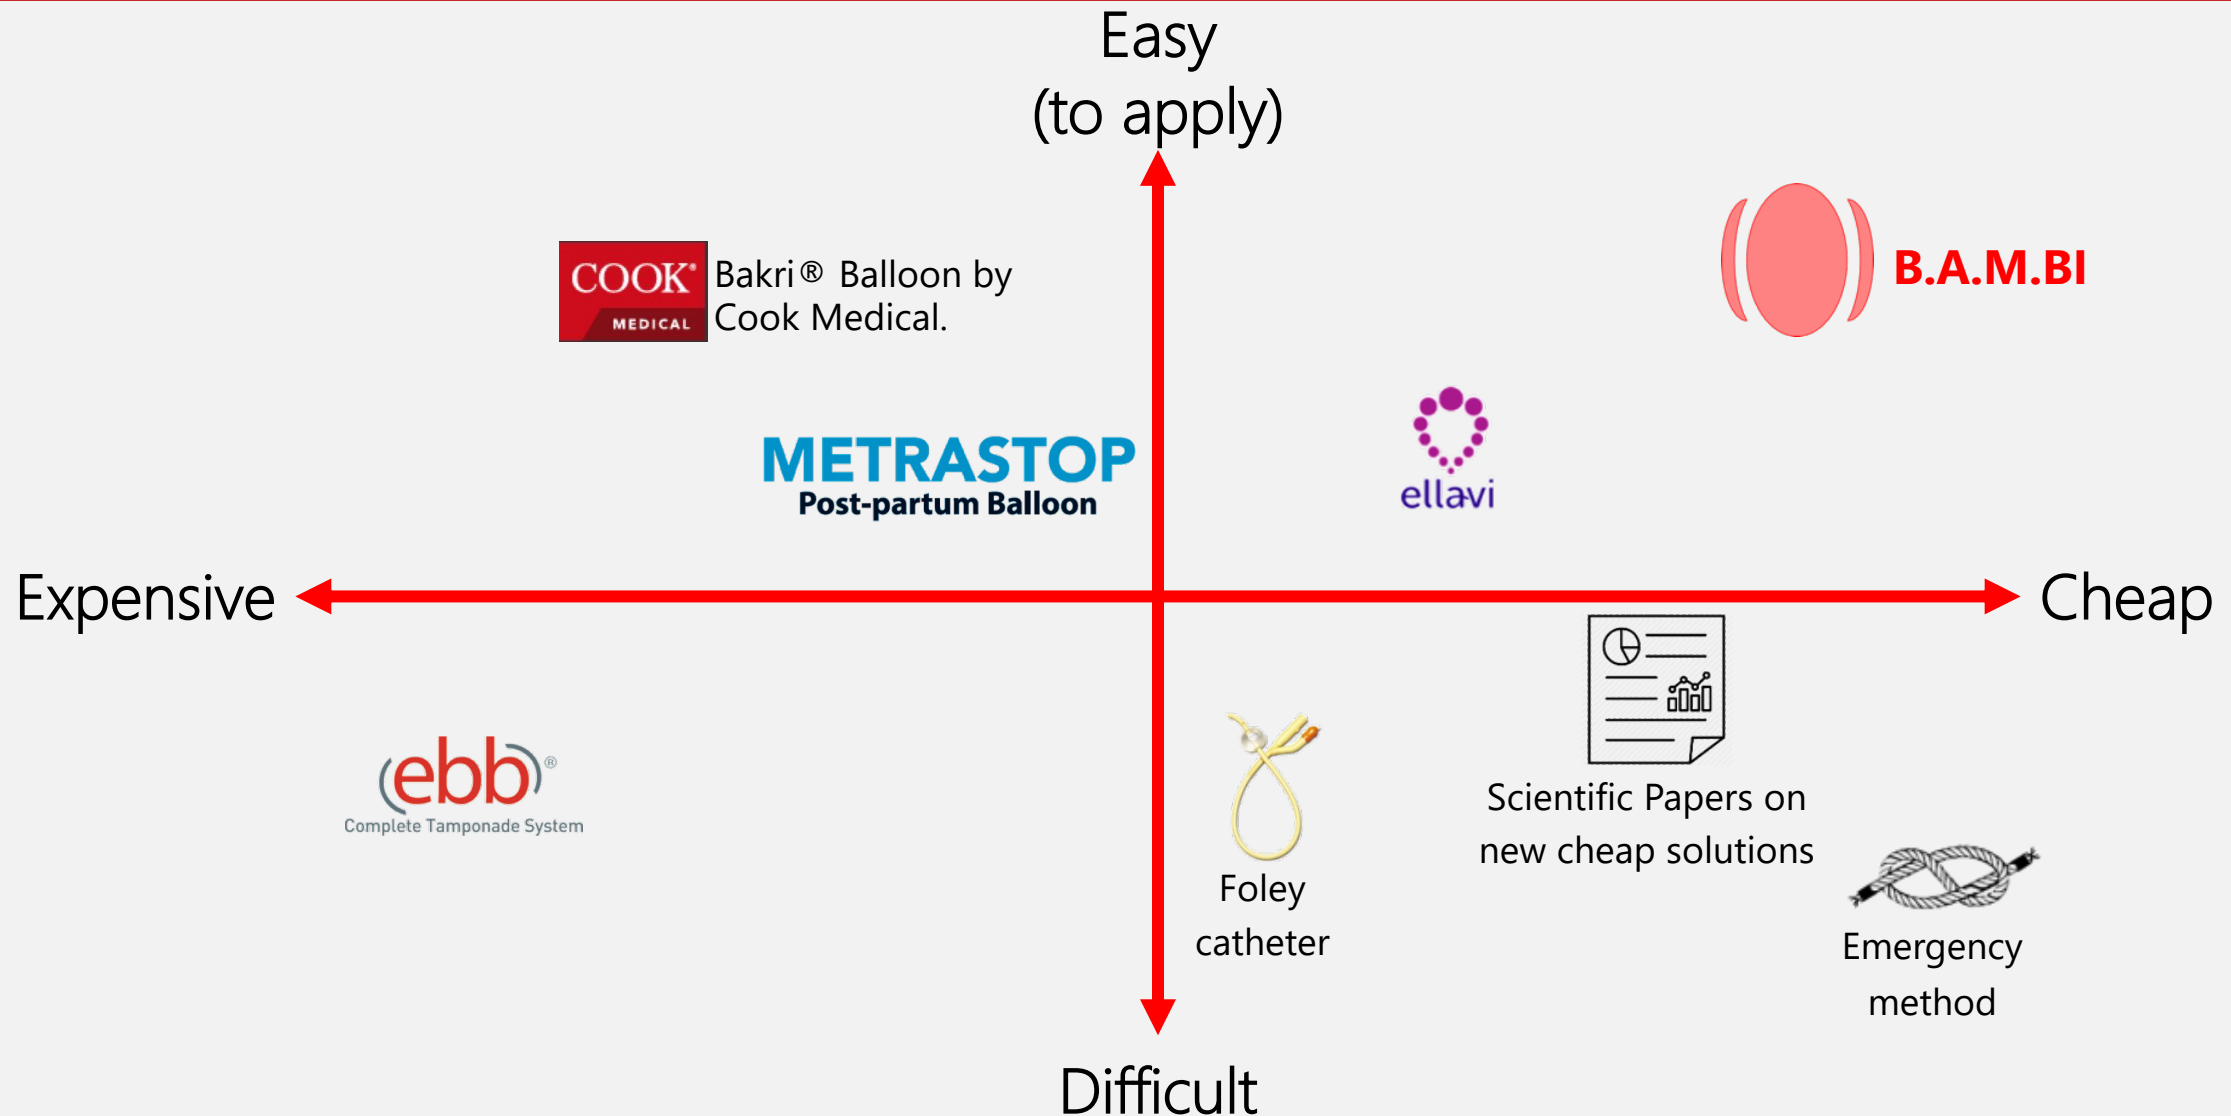 Easy
(to apply)
COOK®
MEDICAL
Bakri® Balloon by
Cook Medical.
B.A.M.BI
METRASTOP
Post-partum Balloon
ellavi
Expensive
Cheap
ebb®
Complete Tamponade System
Scientific Papers on
new cheap solutions
Foley
catheter
Emergency
method
Difficult